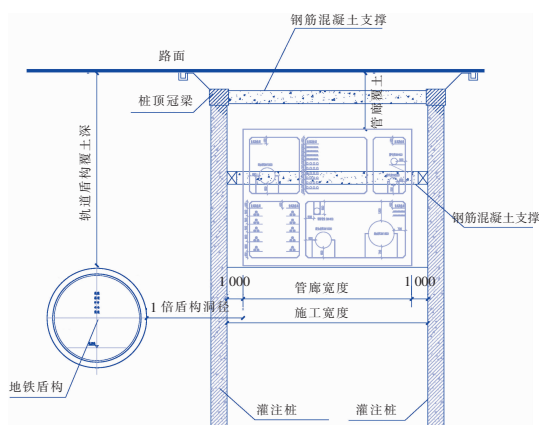 钢筋混凝土支撑
路面
桩顶冠梁
管廊覆土
轨道盾构覆土深
钢筋混凝土支撑
1 000
管廊宽度
1 000
1 倍盾构洞径
施工宽度
地铁盾构
灌注桩
灌注桩